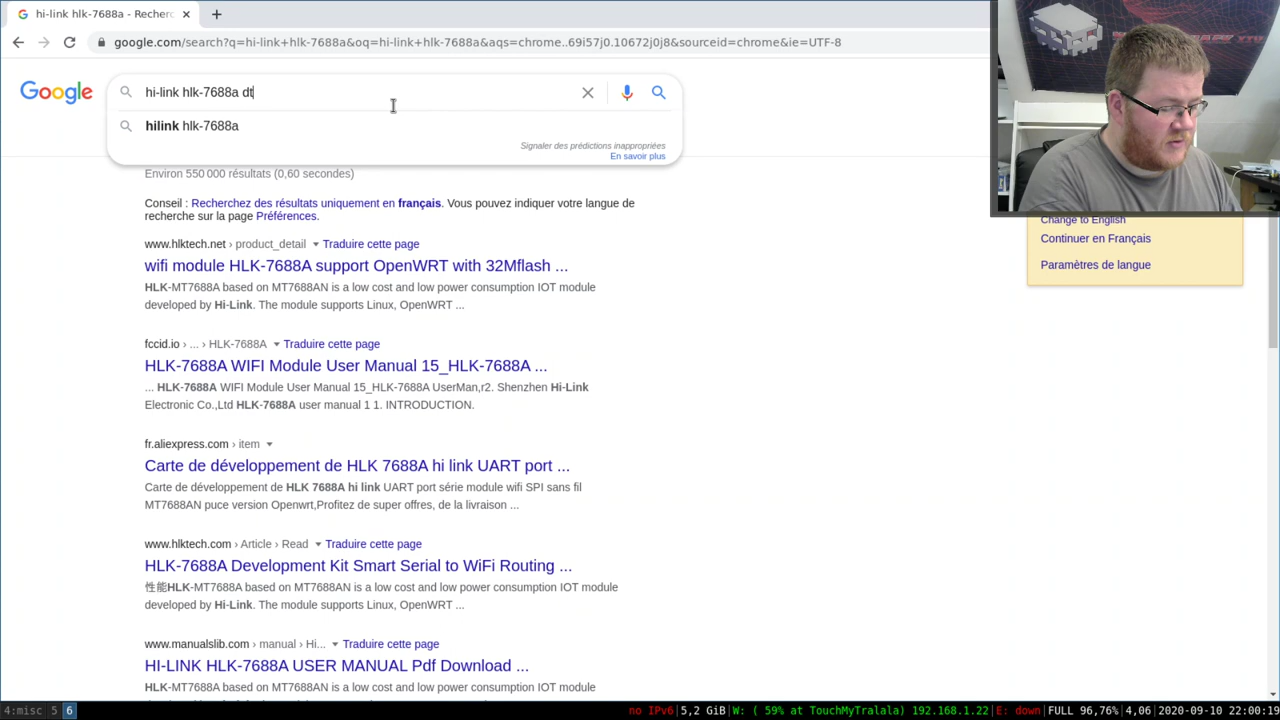 hi-link hlk-7688a - Recherc
google.com/search?q=hi-link+hlk-7688a&oq=hi-link+hlk-7688a&aqs=chrome..69i57j0.10672j0j8&sourceid=chrome&ie=UTF-8
Google
hi-link hlk-7688a dt
hilink hlk-7688a
Signaler des prédictions inappropriées
En savoir plus
Environ 550 000 résultats (0,60 secondes)
Conseil : Recherchez des résultats uniquement en français. Vous pouvez indiquer votre langue de
recherche sur la page Préférences.
Change to English
Continuer en Français
Paramètres de langue
www.hlktech.net › product_detail Traduire cette page
wifi module HLK-7688A support OpenWRT with 32Mflash ...
HLK-MT7688A based on MT7688AN is a low cost and low power consumption IOT module
developed by Hi-Link. The module supports Linux, OpenWRT ...
fccid.io › ... › HLK-7688A Traduire cette page
HLK-7688A WIFI Module User Manual 15_HLK-7688A ...
... HLK-7688A WIFI Module User Manual 15_HLK-7688A UserMan,r2. Shenzhen Hi-Link
Electronic Co.,Ltd HLK-7688A user manual 1 1. INTRODUCTION.
fr.aliexpress.com › item
Carte de développement de HLK 7688A hi link UART port ...
Carte de développement de HLK 7688A hi link UART port série module wifi SPI sans fil
MT7688AN puce version Openwrt,Profitez de super offres, de la livraison ...
www.hlktech.com › Article › Read Traduire cette page
HLK-7688A Development Kit Smart Serial to WiFi Routing ...
性能HLK-MT7688A based on MT7688AN is a low cost and low power consumption IOT module
developed by Hi-Link. The module supports Linux, OpenWRT ...
www.manualslib.com › manual › Hi... Traduire cette page
HI-LINK HLK-7688A USER MANUAL Pdf Download ...
HLK-MT7688A based on MT7688AN is a low cost and low power consumption IOT module
4:misc 5 6 no IPv6|5,2 GiB|W: ( 59% at TouchMyTralala) 192.168.1.22|E: down|FULL 96,76%|4,06|2020-09-10 22:00:19